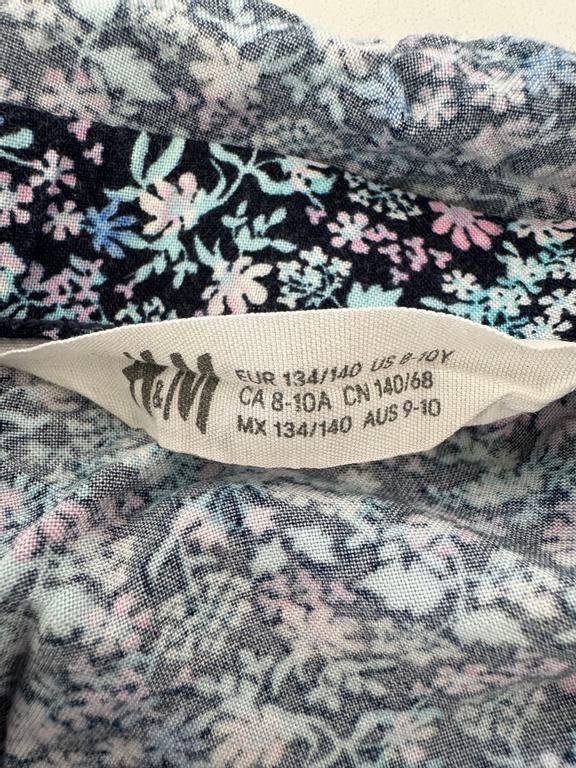 H&M
EUR 134/140 US 8-10Y
CA 8-10A CN 140/68
MX 134/140 AUS 9-10